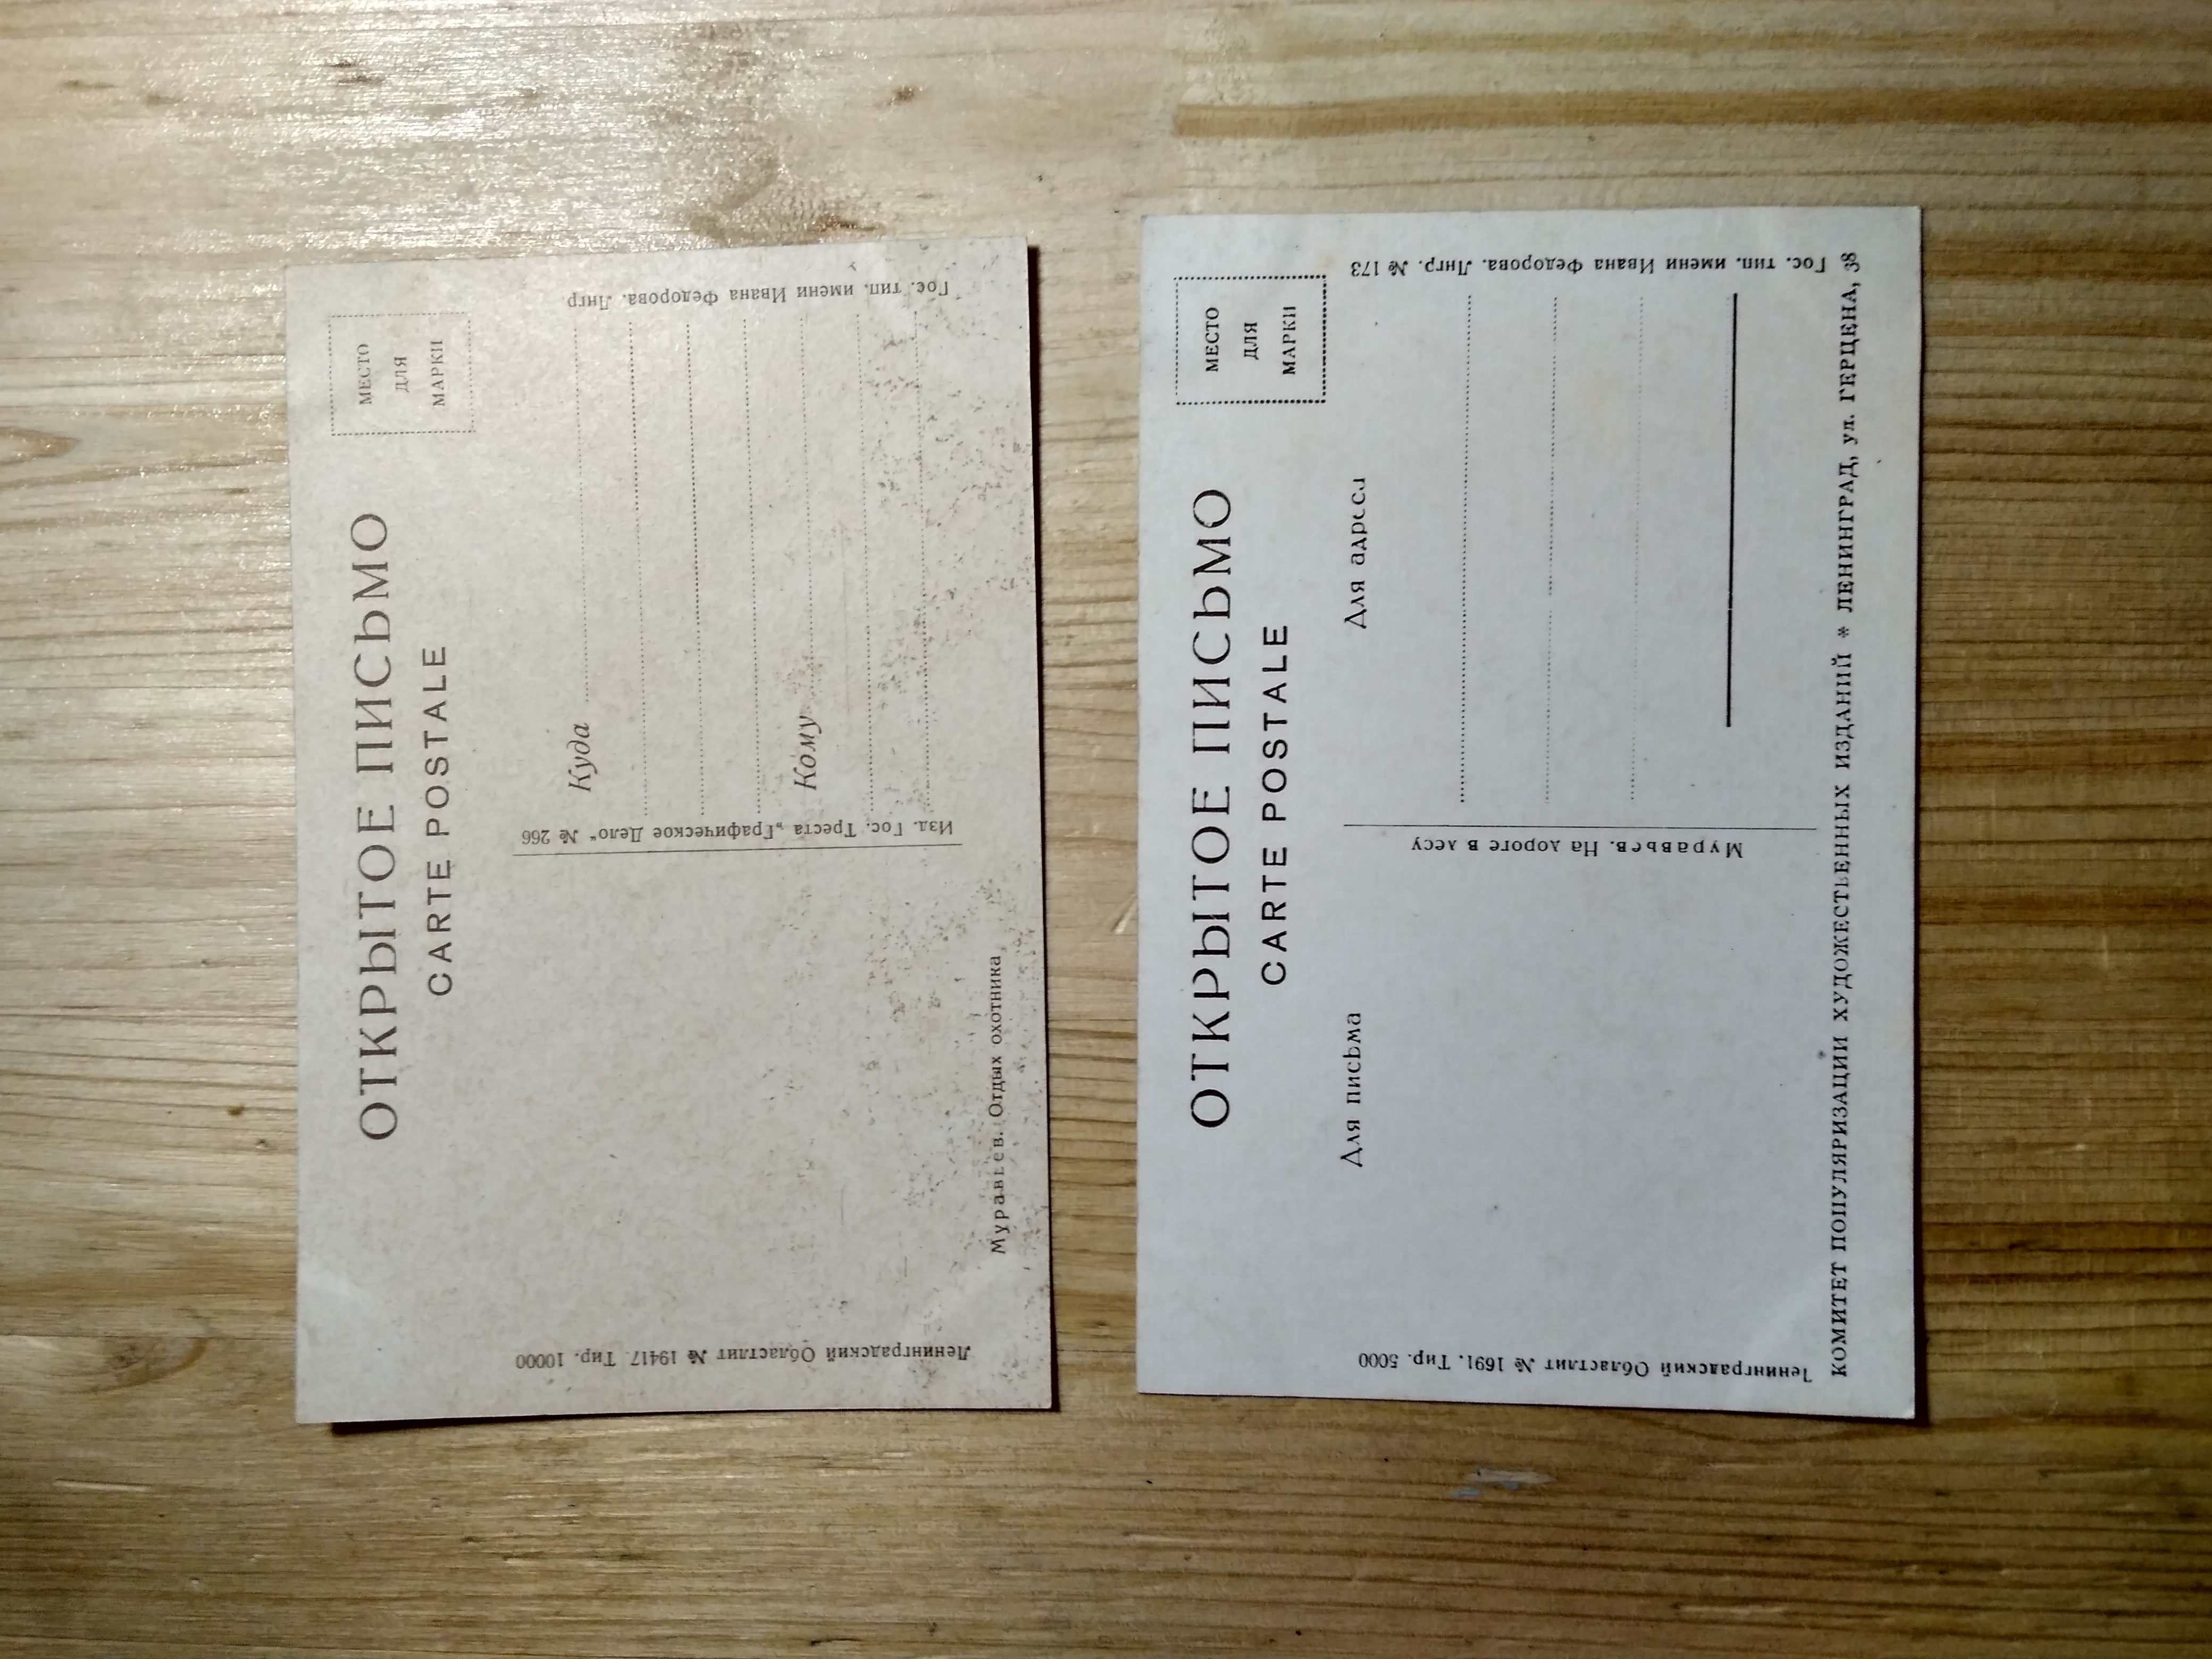 ОТКРЫТОЕ ПИСЬМО
CARTE POSTALE
МЕСТО
ДЛЯ
МАРКИ
Куда
Кому
Изд. Гос. Треста „Графическое Дело“ № 266
Гос. тип. имени Ивана Федорова. Лнгр
Ленинградский Областлит № 19417. Тир. 10000
Муравьев. Отдых охотника
ОТКРЫТОЕ ПИСЬМО
CARTE POSTALE
МЕСТО
ДЛЯ
МАРКИ
Для письма
Для адреса
Муравьев. На дороге в лесу
Гос. тип. имени Ивана Федорова. Лнгр. № 173
Ленинградский Областлит № 1691. Тир. 5000
КОМИТЕТ ПОПУЛЯРИЗАЦИИ ХУДОЖЕСТВЕННЫХ ИЗДАНИЙ * ЛЕНИНГРАД, ул. ГЕРЦЕНА, 38